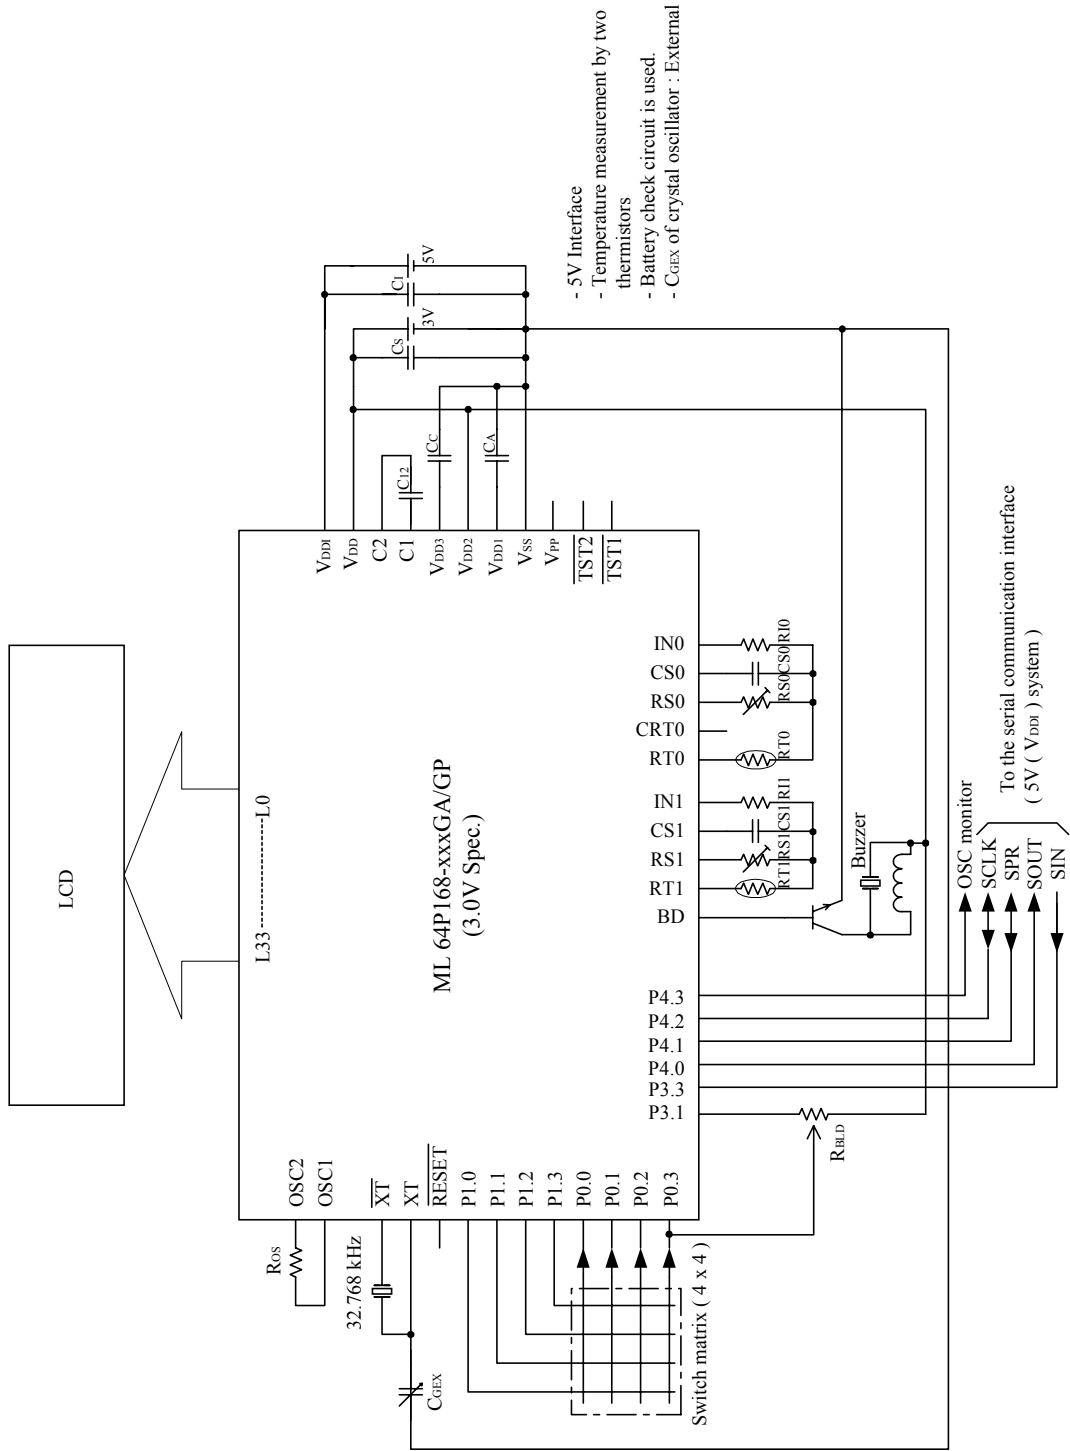 LCD
L33 --------------- L0
ML 64P168-xxxGA/GP
(3.0V Spec.)
OSC2
OSC1
XT
XT
RESET
P1.0
P1.1
P1.2
P1.3
P0.0
P0.1
P0.2
P0.3
ROS
32.768 kHz
CGEX
Switch matrix ( 4 x 4 )
VDDI
VDD
C2
C1
VDD3
VDD2
VDD1
VSS
VPP
TST2
TST1
C12
CC
CA
CS
3V
CI
5V
P3.1
P3.3
P4.0
P4.1
P4.2
P4.3
BD
RT1
RS1
CS1
IN1
RT0
CRT0
RS0
CS0
IN0
RT1
RS1
CS1
RI1
RT0
RS0
CS0
RI0
RBLD
Buzzer
OSC monitor
SCLK
SPR
SOUT
SIN
To the serial communication interface
( 5V ( VDDI ) system )
- 5V Interface
- Temperature measurement by two
thermistors
- Battery check circuit is used.
- CGEX of crystal oscillator : External